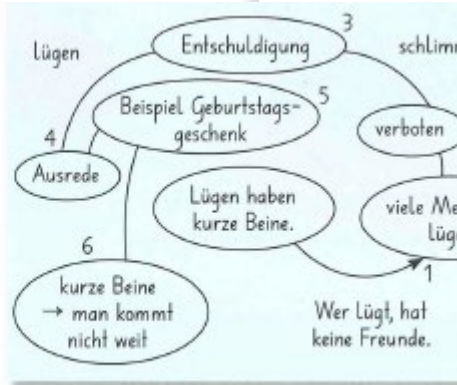 3
lügen
Entschuldigung
5
Beispiel Geburtstags-
geschenk
verboten
4
Ausrede
Lügen haben
kurze Beine.
viele
6
1
kurze Beine
→ man kommt
nicht weit
Wer lügt, hat
keine Freunde.